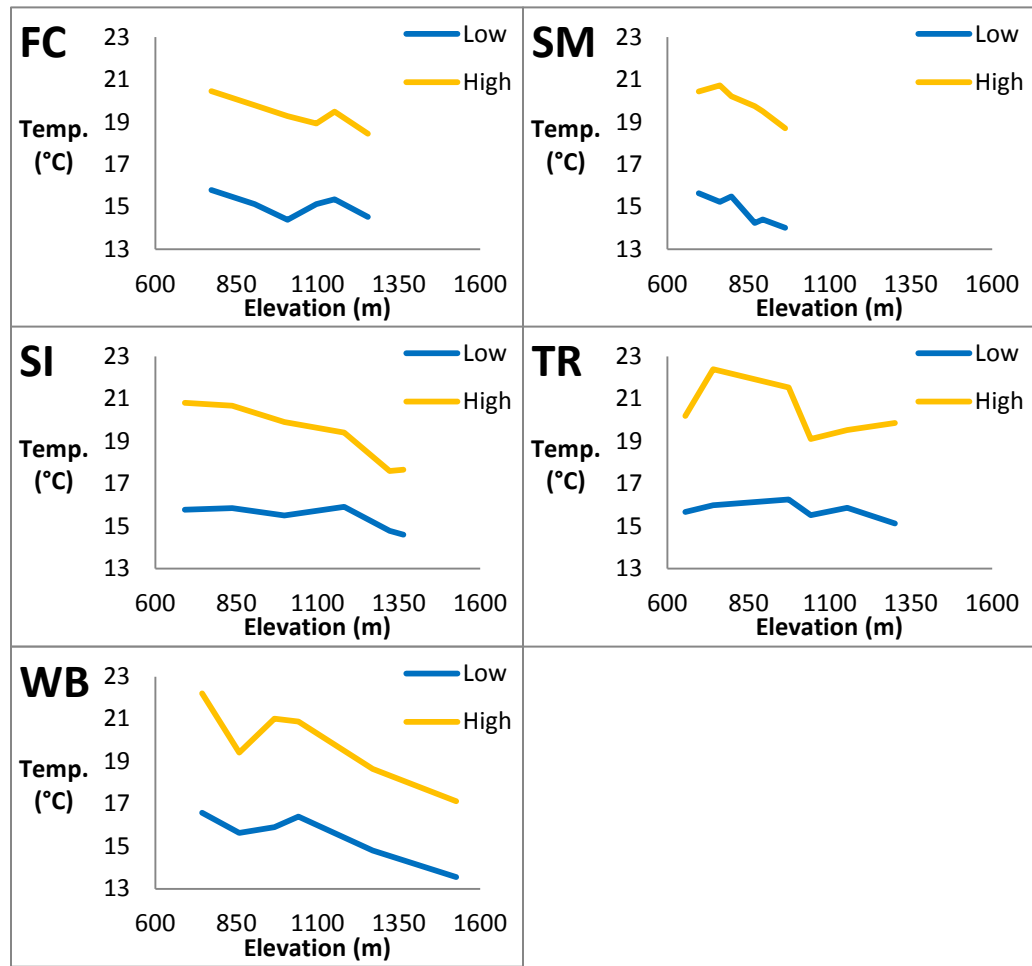 FC
Low
High
Temp.
(°C)
23
21
19
17
15
13
600 850 1100 1350 1600
Elevation (m)
SM
Low
High
Temp.
(°C)
23
21
19
17
15
13
600 850 1100 1350 1600
Elevation (m)
SI
Low
High
Temp.
(°C)
23
21
19
17
15
13
600 850 1100 1350 1600
Elevation (m)
TR
Low
High
Temp.
(°C)
23
21
19
17
15
13
600 850 1100 1350 1600
Elevation (m)
WB
Low
High
Temp.
(°C)
23
21
19
17
15
13
600 850 1100 1350 1600
Elevation (m)